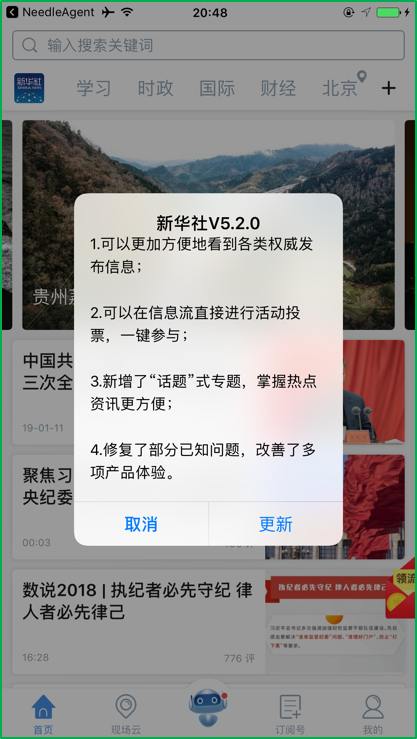 NeedleAgent
20:48
输入搜索关键词
新华社
学习 时政 国际 财经 北京
贵州
新华社V5.2.0
1.可以更加方便地看到各类权威发
布信息；
2.可以在信息流直接进行活动投
票，一键参与；
3.新增了“话题”式专题，掌握热点
资讯更方便；
4.修复了部分已知问题，改善了多
项产品体验。
取消 更新
中国共
三次全
19-01-11
聚焦习
央纪委
00:03
数说2018 | 执纪者必先守纪 律
人者必先律己
16:28
776 评
执纪者必先守纪 律人者必先律己
领流
首页 现场云 订阅号 我的